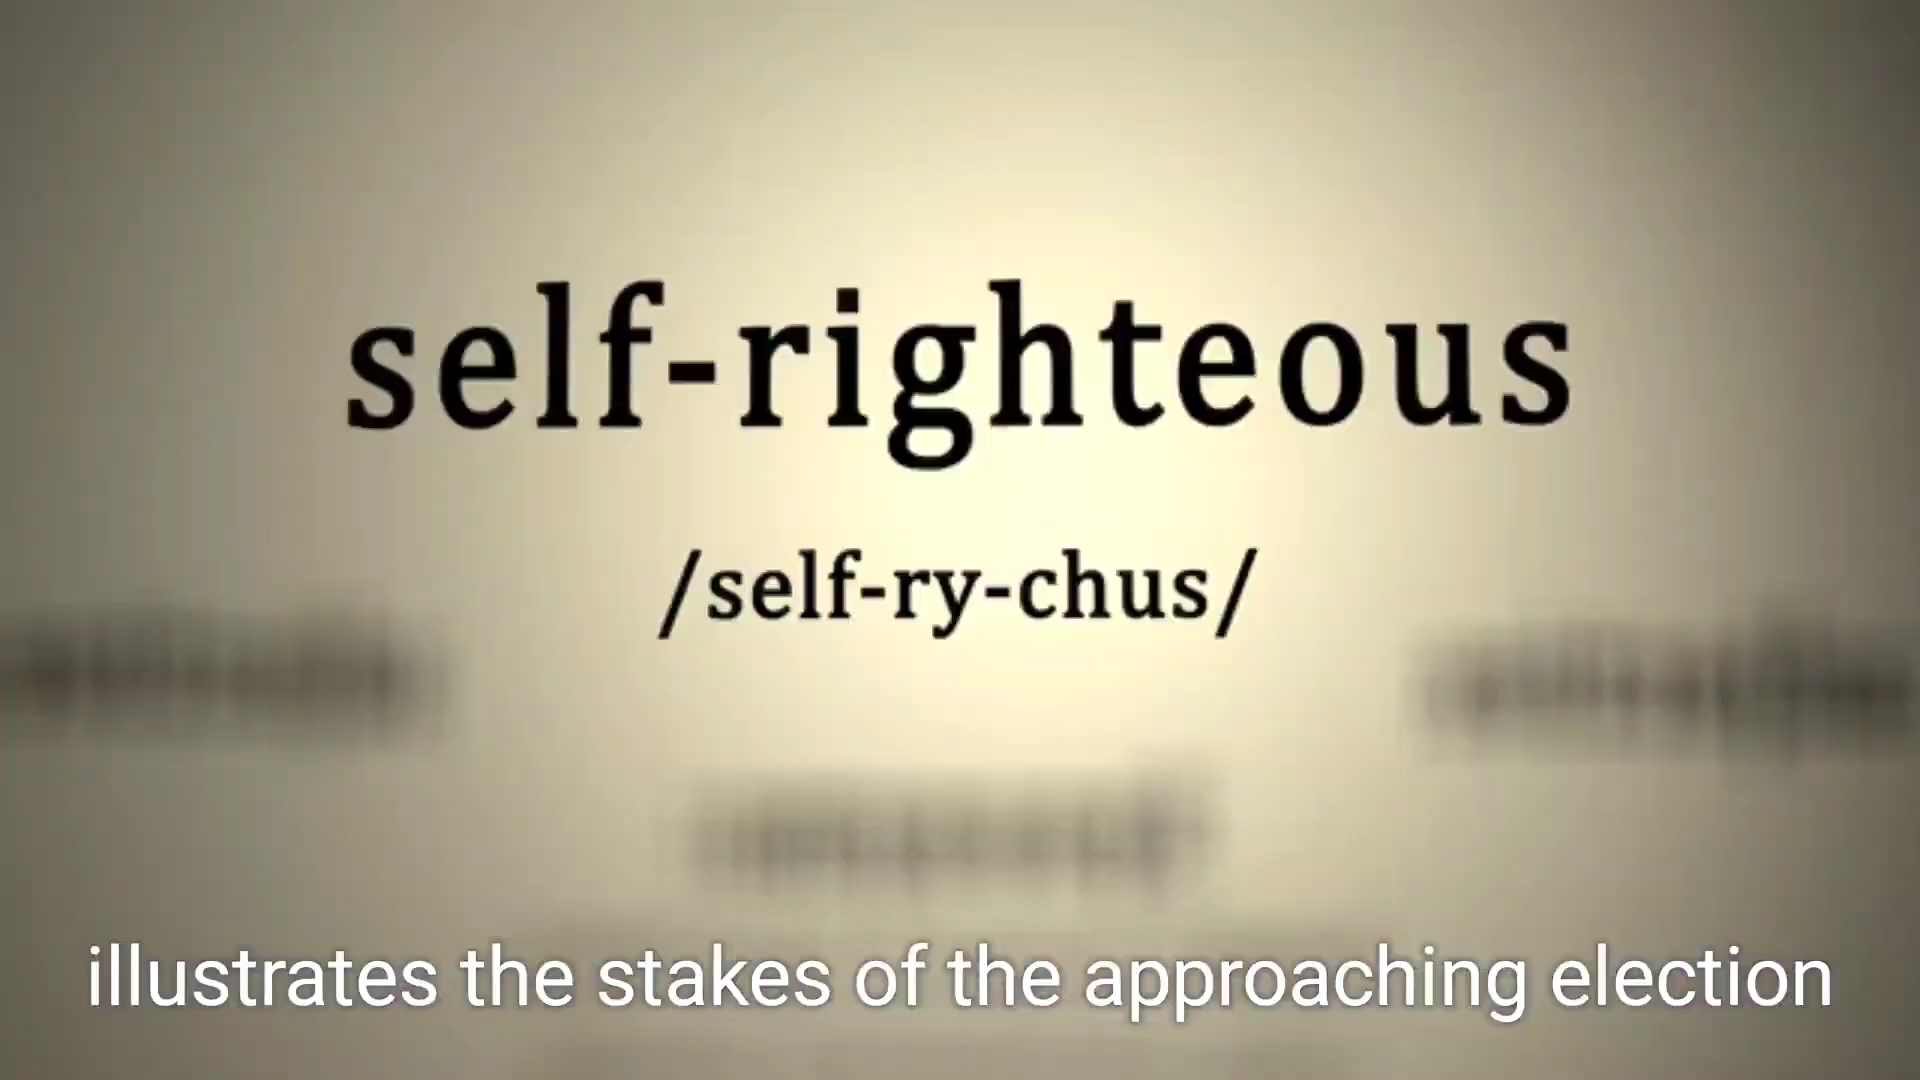 self-righteous
/self-ry-chus/
illustrates the stakes of the approaching election